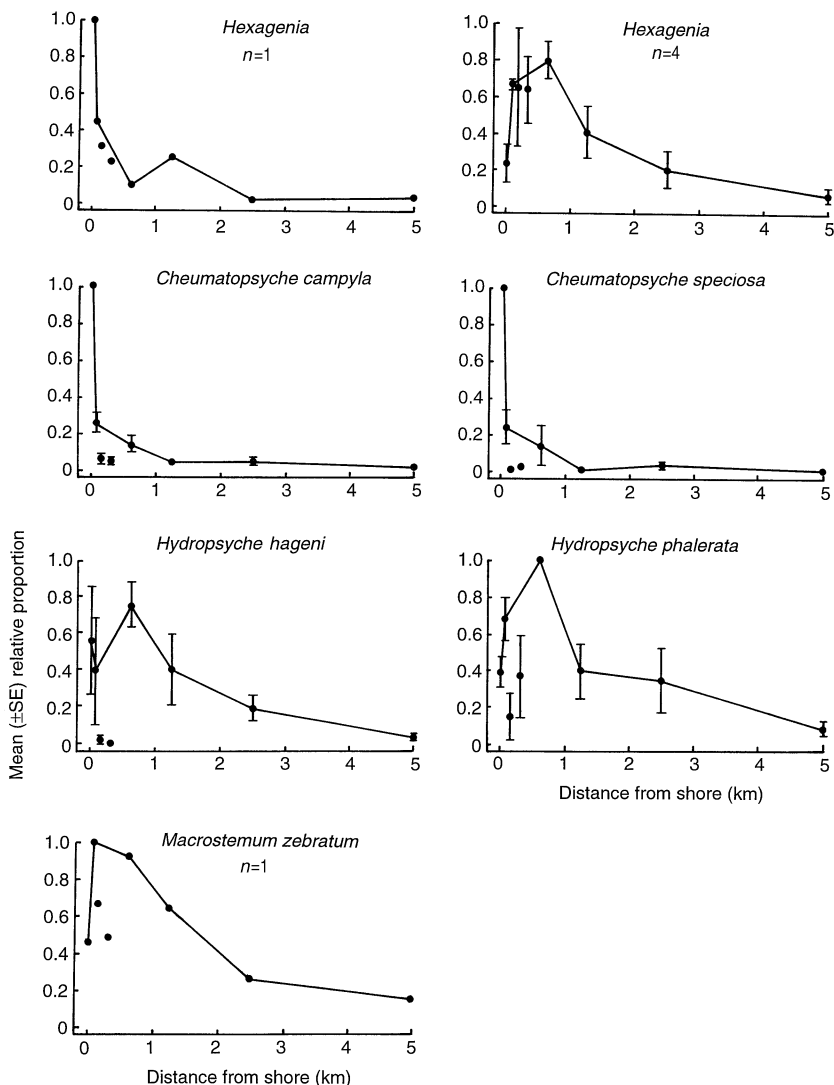 Hexagenia
n=1
1.0
0.8
0.6
0.4
0.2
0
0 1 2 3 4 5
Hexagenia
n=4
1.0
0.8
0.6
0.4
0.2
0
0 1 2 3 4 5
Cheumatopsyche campyla
1.0
0.8
0.6
0.4
0.2
0
0 1 2 3 4 5
Cheumatopsyche speciosa
1.0
0.8
0.6
0.4
0.2
0
0 1 2 3 4 5
Mean (±SE) relative proportion
Hydropsyche hageni
1.0
0.8
0.6
0.4
0.2
0
0 1 2 3 4 5
Hydropsyche phalerata
1.0
0.8
0.6
0.4
0.2
0
0 1 2 3 4 5
Distance from shore (km)
Macrostemum zebratum
n=1
1.0
0.8
0.6
0.4
0.2
0
0 1 2 3 4 5
Distance from shore (km)